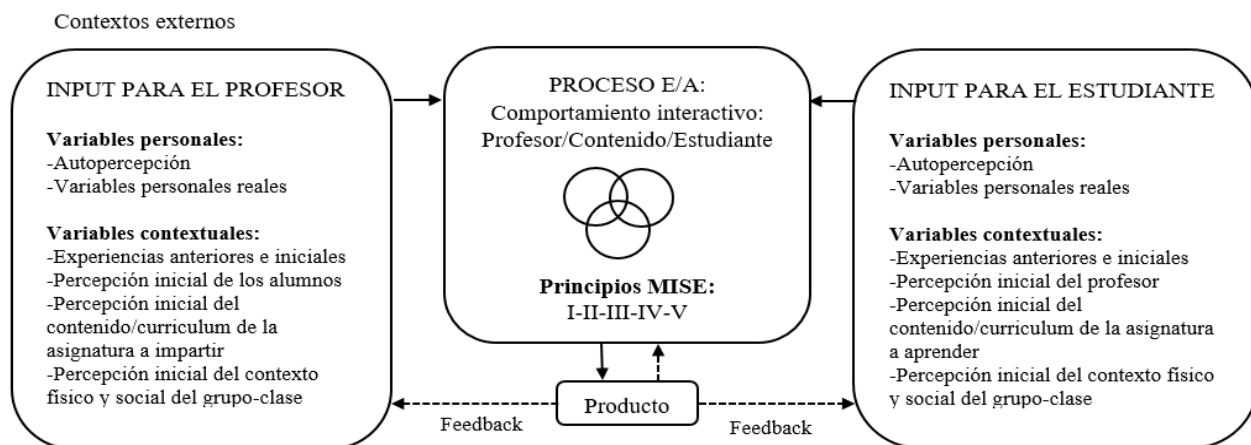 Contextos externos
INPUT PARA EL PROFESOR
Variables personales:
-Autopercepción
-Variables personales reales
Variables contextuales:
-Experiencias anteriores e iniciales
-Percepción inicial de los alumnos
-Percepción inicial del
contenido/curriculum de la
asignatura a impartir
-Percepción inicial del contexto
físico y social del grupo-clase
PROCESO E/A:
Comportamiento interactivo:
Profesor/Contenido/Estudiante
Principios MISE:
I-II-III-IV-V
Producto
Feedback
Feedback
INPUT PARA EL ESTUDIANTE
Variables personales:
-Autopercepción
-Variables personales reales
Variables contextuales:
-Experiencias anteriores e iniciales
-Percepción inicial del profesor
-Percepción inicial del
contenido/curriculum de la asignatura
a aprender
-Percepción inicial del contexto físico
y social del grupo-clase